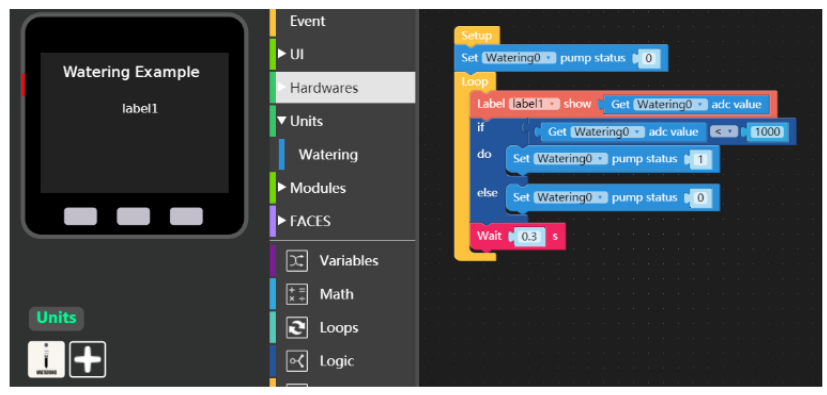 Watering Example
label1
Units
WATERING
Event
UI
Hardwares
Units
Watering
Modules
FACES
Variables
Math
Loops
Logic
Setup
Set Watering0 pump status 0
Loop
Label label1 show Get Watering0 adc value
if Get Watering0 adc value < 1000
do Set Watering0 pump status 1
else Set Watering0 pump status 0
Wait 0.3 s